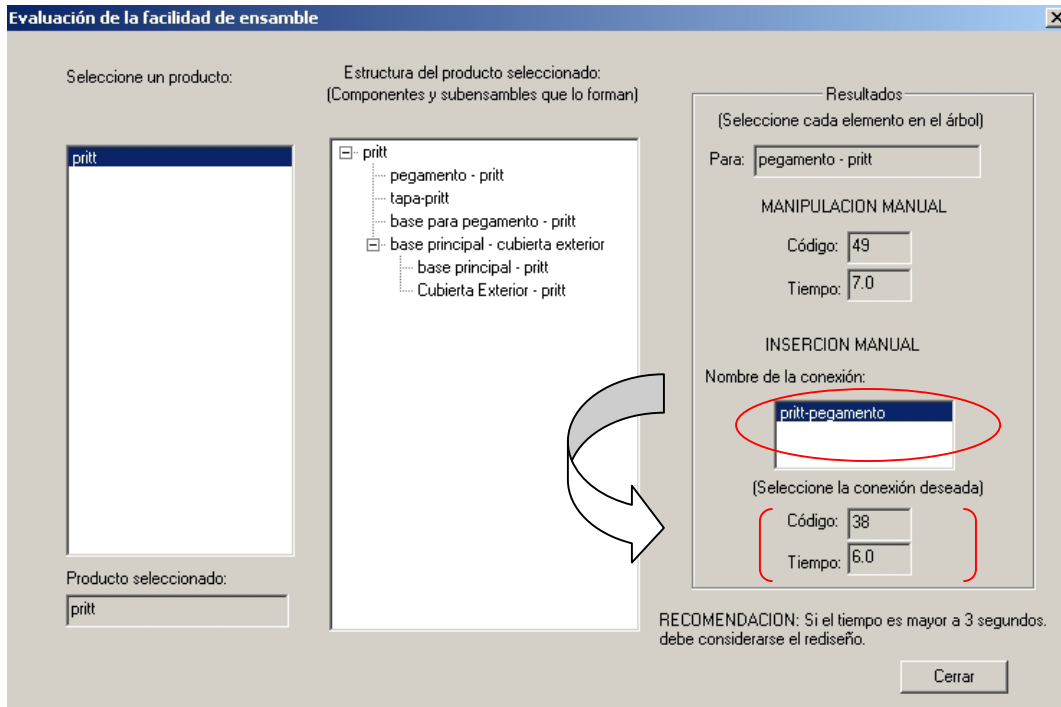 Evaluación de la facilidad de ensamble
Seleccione un producto:
pritt
Producto seleccionado:
pritt
Estructura del producto seleccionado:
(Componentes y subensambles que lo forman)
pritt
pegamento - pritt
tapa-pritt
base para pegamento - pritt
base principal - cubierta exterior
base principal - pritt
Cubierta Exterior - pritt
Resultados
(Seleccione cada elemento en el árbol)
Para: pegamento - pritt
MANIPULACION MANUAL
Código: 49
Tiempo: 7.0
INSERCION MANUAL
Nombre de la conexión:
pritt-pegamento
(Seleccione la conexión deseada)
Código: 38
Tiempo: 6.0
RECOMENDACION: Si el tiempo es mayor a 3 segundos.
debe considerarse el rediseño.
Cerrar